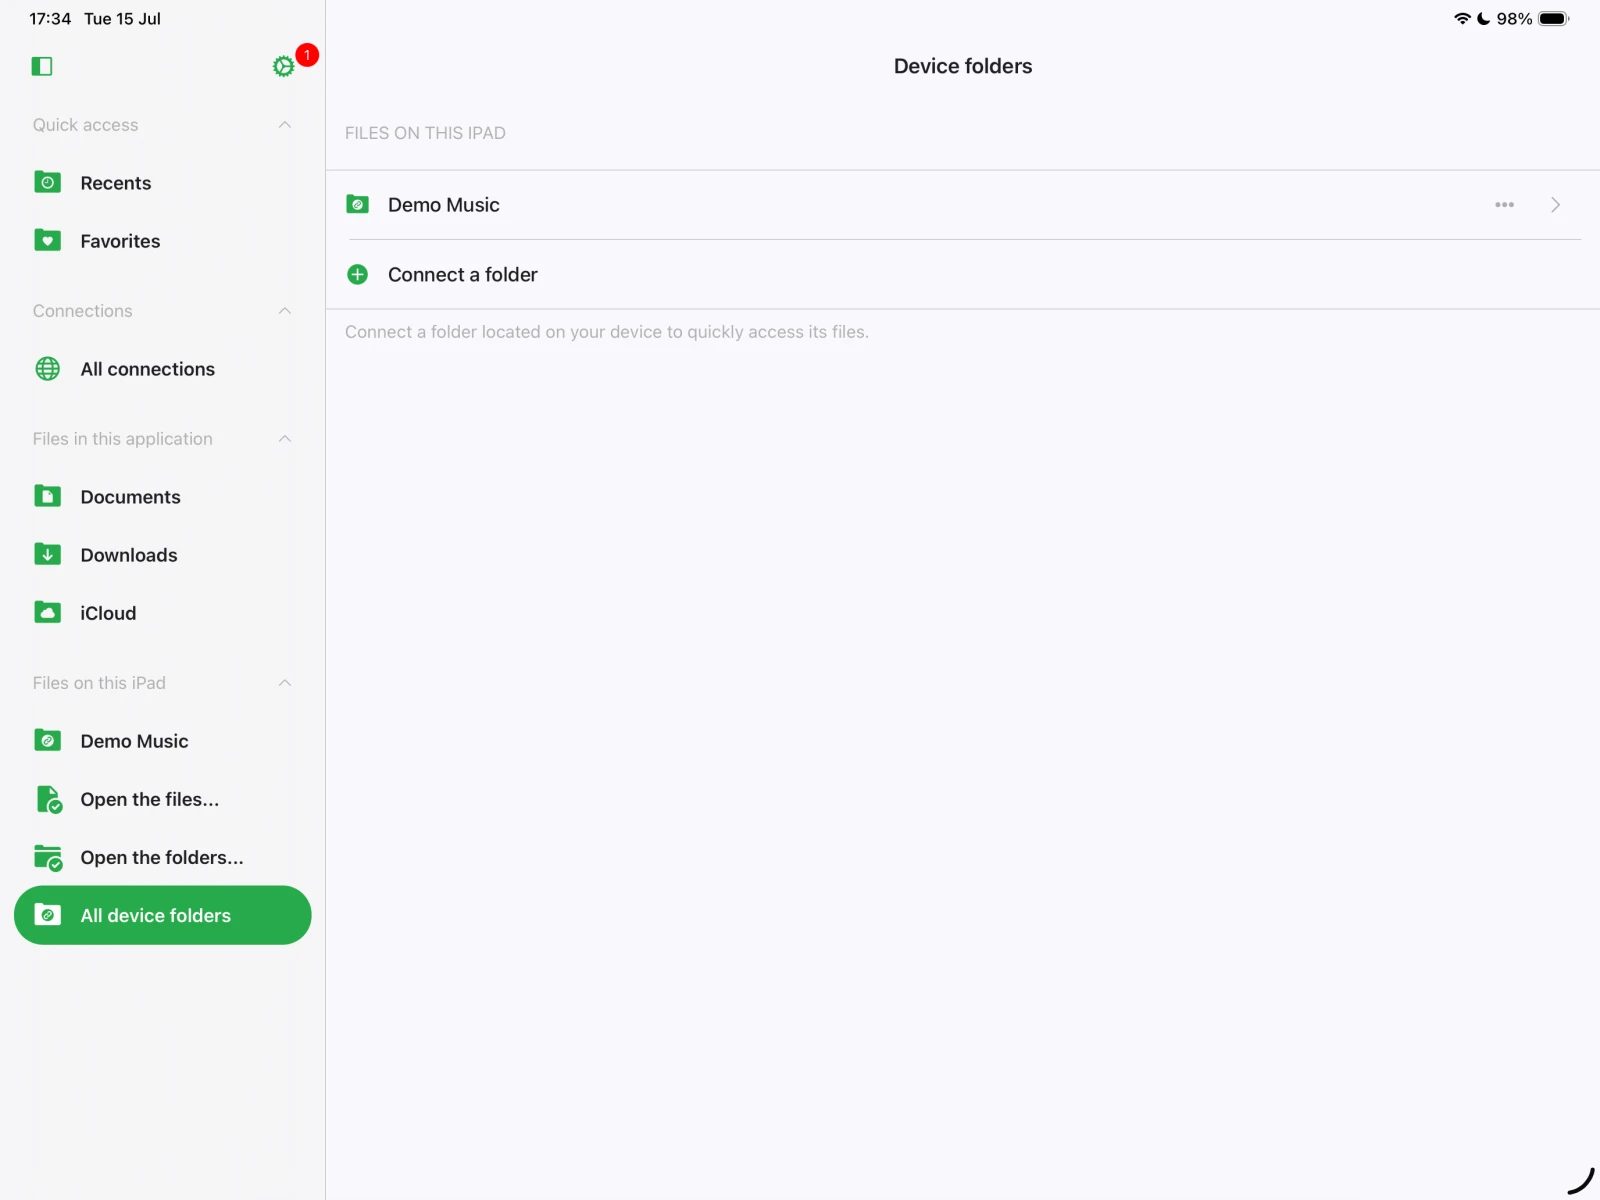 17:34 Tue 15 Jul
98%
1
Quick access
Recents
Favorites
Connections
All connections
Files in this application
Documents
Downloads
iCloud
Files on this iPad
Demo Music
Open the files...
Open the folders...
All device folders
Device folders
FILES ON THIS IPAD
Demo Music
Connect a folder
Connect a folder located on your device to quickly access its files.